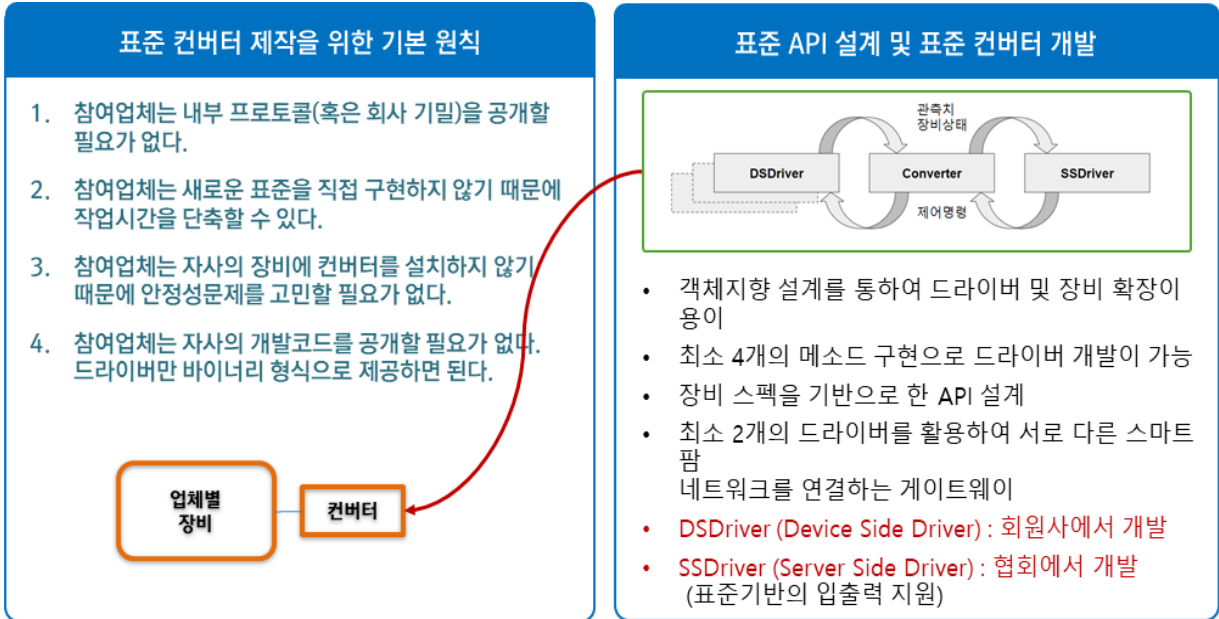 표준 컨버터 제작을 위한 기본 원칙
1. 참여업체는 내부 프로토콜(혹은 회사 기밀)을 공개할
필요가 없다.
2. 참여업체는 새로운 표준을 직접 구현하지 않기 때문에
작업시간을 단축할 수 있다.
3. 참여업체는 자사의 장비에 컨버터를 설치하지 않기
때문에 안정성문제를 고민할 필요가 없다.
4. 참여업체는 자사의 개발코드를 공개할 필요가 없다.
드라이버만 바이너리 형식으로 제공하면 된다.
업체별
장비
컨버터
표준 API 설계 및 표준 컨버터 개발
관측치
장비상태
DSDriver
Converter
SSDriver
제어명령
• 객체지향 설계를 통하여 드라이버 및 장비 확장이
용이
• 최소 4개의 메소드 구현으로 드라이버 개발이 가능
• 장비 스펙을 기반으로 한 API 설계
• 최소 2개의 드라이버를 활용하여 서로 다른 스마트
팜
네트워크를 연결하는 게이트웨이
• DSDriver (Device Side Driver) : 회원사에서 개발
• SSDriver (Server Side Driver) : 협회에서 개발
(표준기반의 입출력 지원)